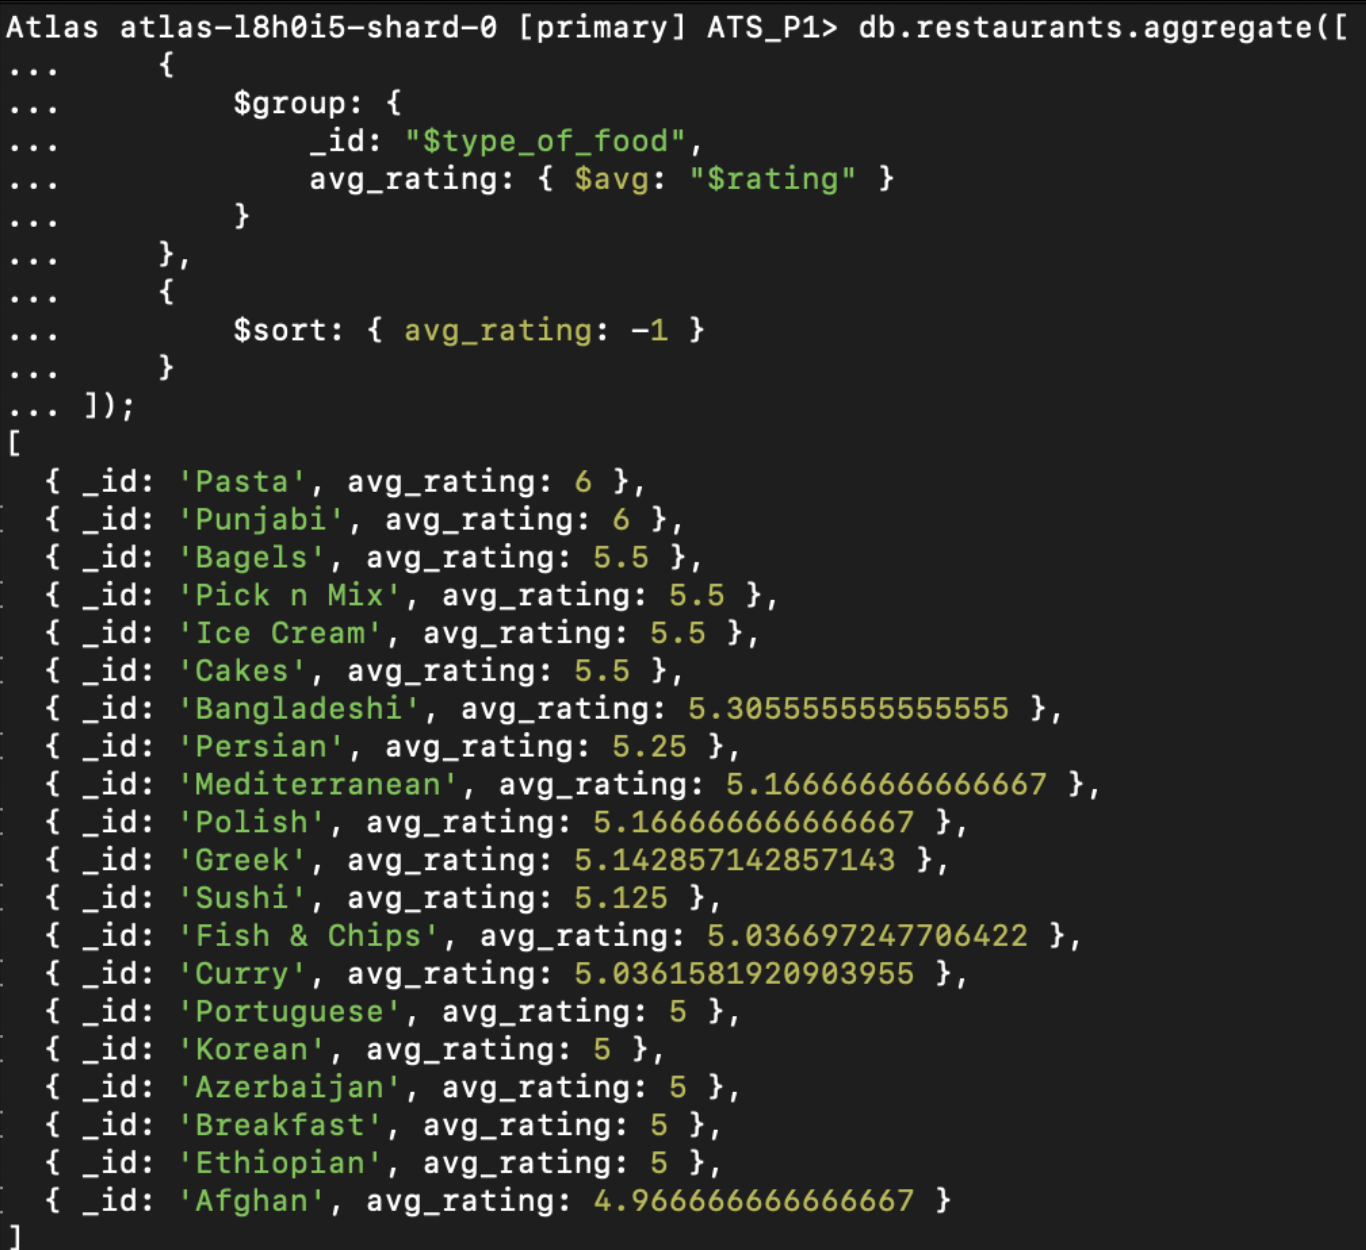 Atlas atlas-l8h0i5-shard-0 [primary] ATS_P1> db.restaurants.aggregate([
...     {
...         $group: {
...             _id: "$type_of_food",
...             avg_rating: { $avg: "$rating" }
...         }
...     },
...     {
...         $sort: { avg_rating: -1 }
...     }
... ]);
[
  { _id: 'Pasta', avg_rating: 6 },
  { _id: 'Punjabi', avg_rating: 6 },
  { _id: 'Bagels', avg_rating: 5.5 },
  { _id: 'Pick n Mix', avg_rating: 5.5 },
  { _id: 'Ice Cream', avg_rating: 5.5 },
  { _id: 'Cakes', avg_rating: 5.5 },
  { _id: 'Bangladeshi', avg_rating: 5.305555555555555 },
  { _id: 'Persian', avg_rating: 5.25 },
  { _id: 'Mediterranean', avg_rating: 5.166666666666667 },
  { _id: 'Polish', avg_rating: 5.166666666666667 },
  { _id: 'Greek', avg_rating: 5.142857142857143 },
  { _id: 'Sushi', avg_rating: 5.125 },
  { _id: 'Fish & Chips', avg_rating: 5.036697247706422 },
  { _id: 'Curry', avg_rating: 5.0361581920903955 },
  { _id: 'Portuguese', avg_rating: 5 },
  { _id: 'Korean', avg_rating: 5 },
  { _id: 'Azerbaijan', avg_rating: 5 },
  { _id: 'Breakfast', avg_rating: 5 },
  { _id: 'Ethiopian', avg_rating: 5 },
  { _id: 'Afghan', avg_rating: 4.966666666666667 }
]